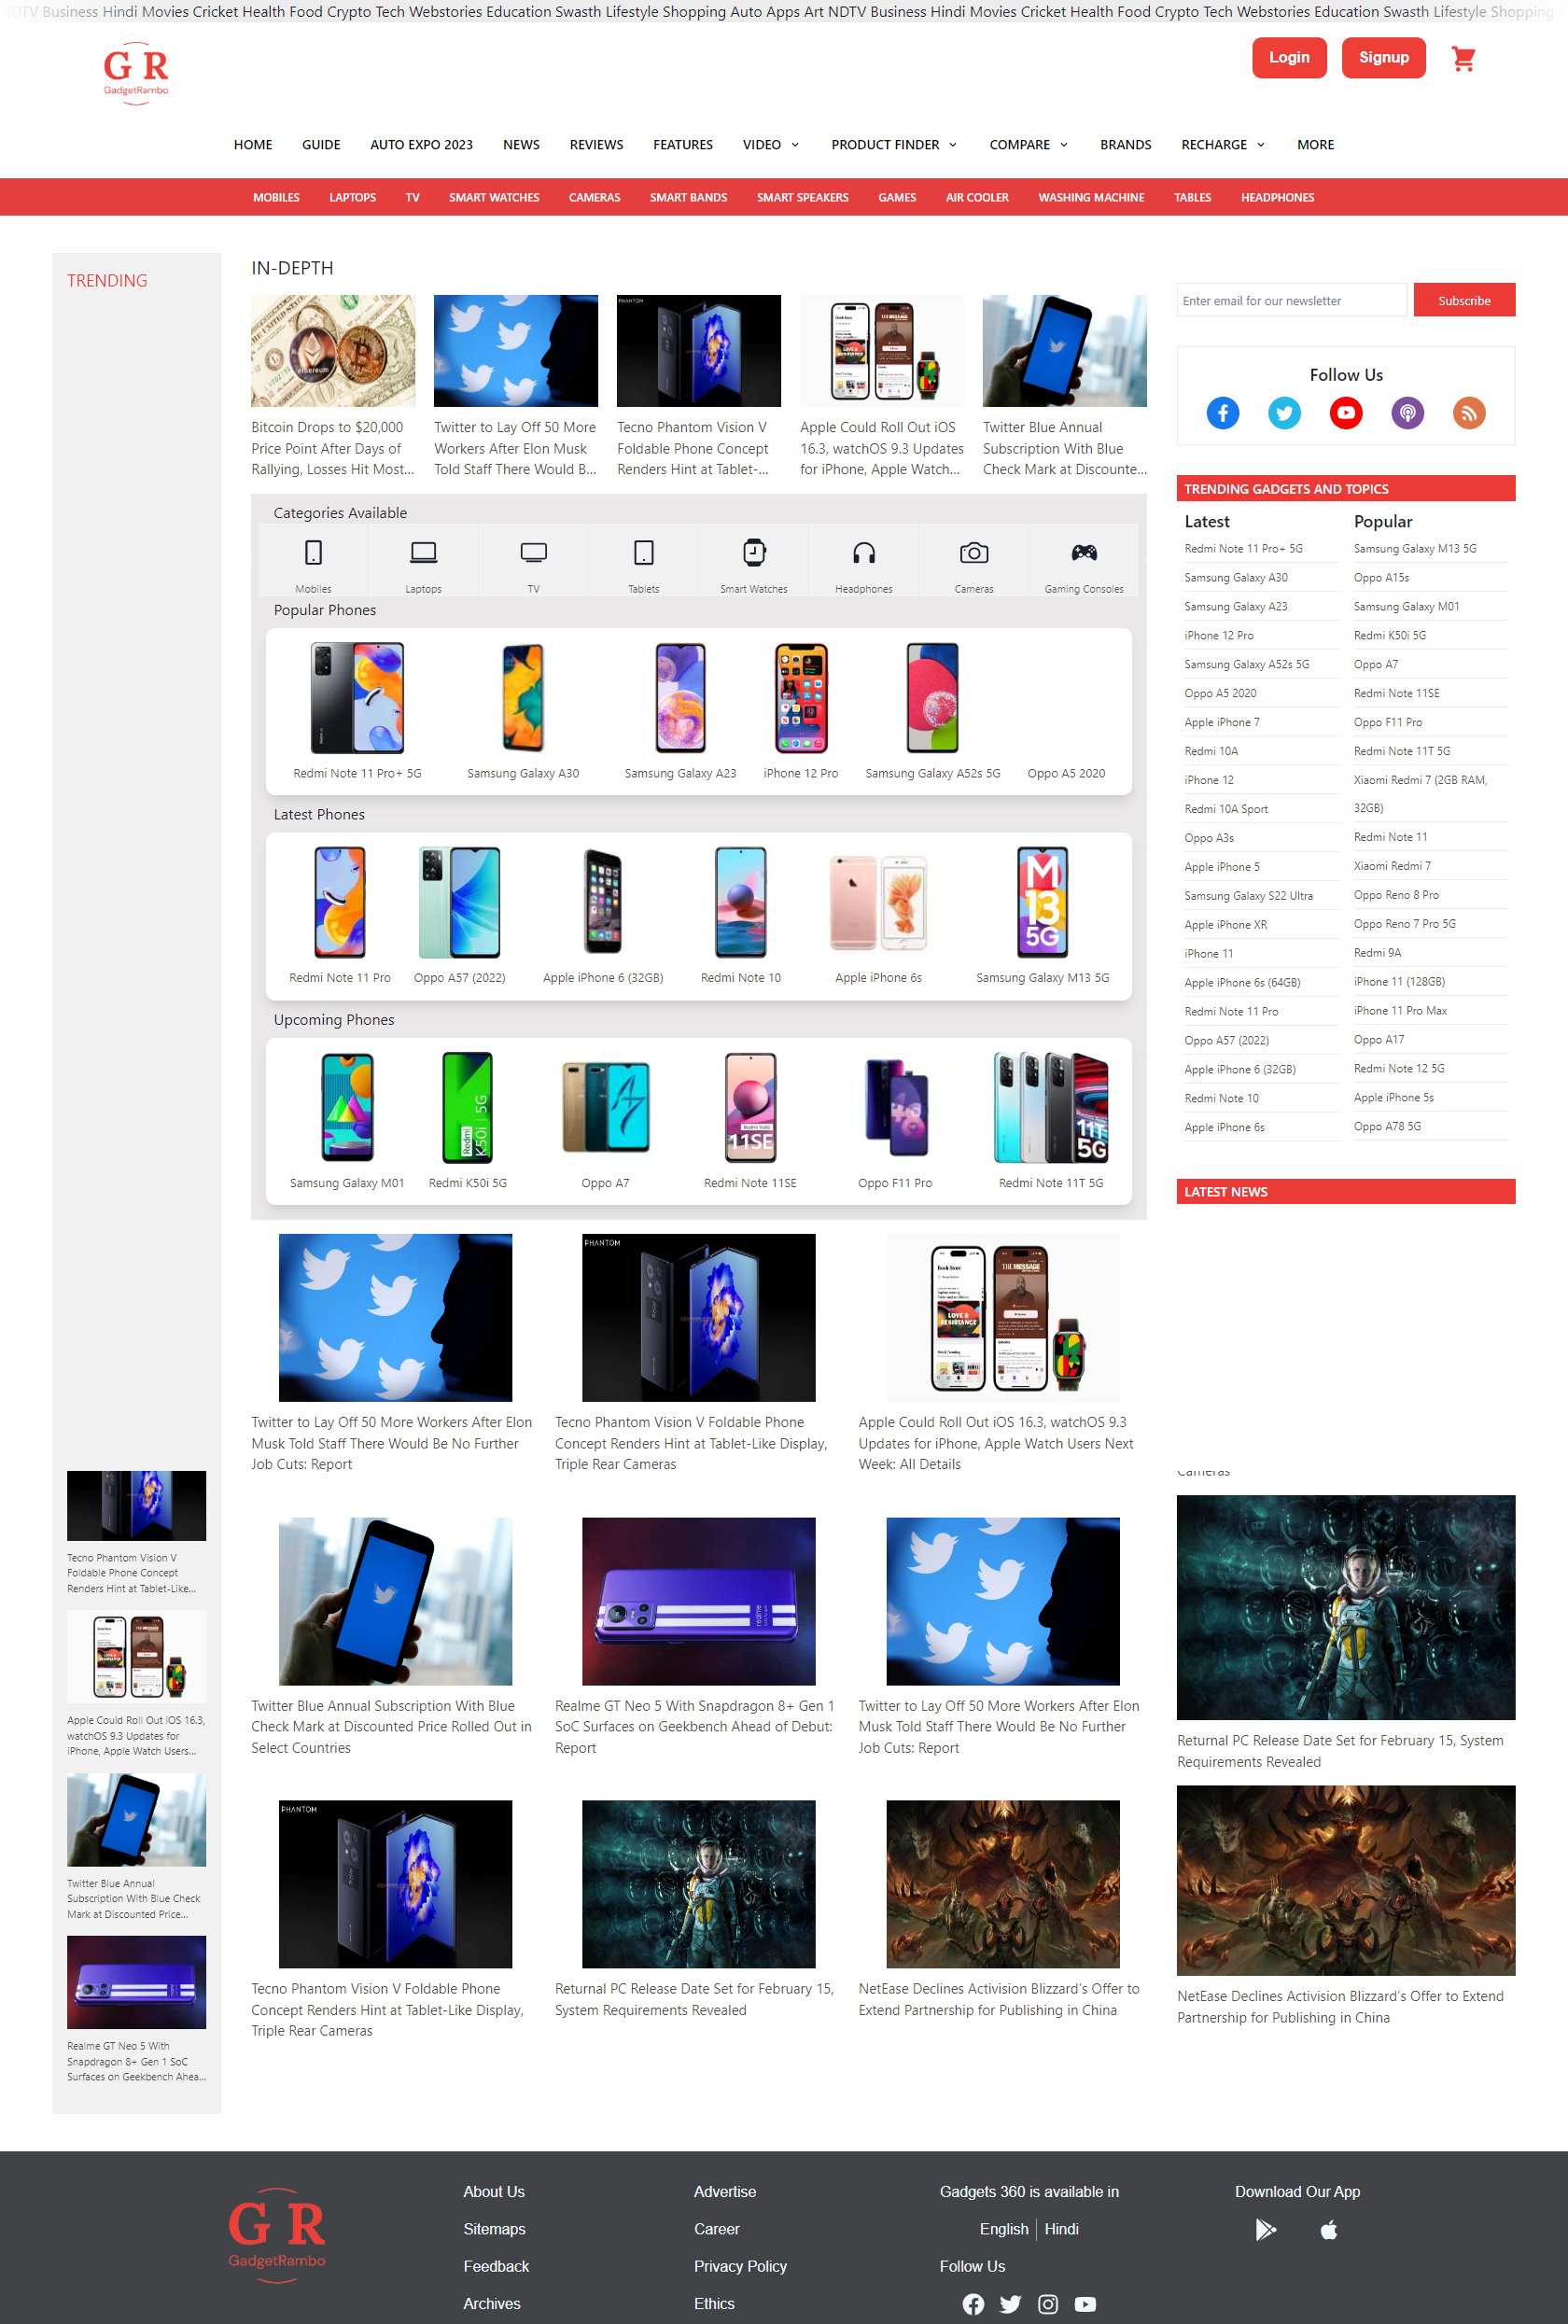 NDTV Business Hindi Movies Cricket Health Food Crypto Tech Webstories Education Swasth Lifestyle Shopping Auto Apps Art NDTV Business Hindi Movies Cricket Health Food Crypto Tech Webstories Education Swasth Lifestyle Shopping
G R
GadgetRambo
Login
Signup
HOME
GUIDE
AUTO EXPO 2023
NEWS
REVIEWS
FEATURES
VIDEO
PRODUCT FINDER
COMPARE
BRANDS
RECHARGE
MORE
MOBILES
LAPTOPS
TV
SMART WATCHES
CAMERAS
SMART BANDS
SMART SPEAKERS
GAMES
AIR COOLER
WASHING MACHINE
TABLES
HEADPHONES
TRENDING
Tecno Phantom Vision V
Foldable Phone Concept
Renders Hint at Tablet-Like...
Apple Could Roll Out iOS 16.3,
watchOS 9.3 Updates for
iPhone, Apple Watch Users...
Twitter Blue Annual
Subscription With Blue Check
Mark at Discounted Price...
Realme GT Neo 5 With
Snapdragon 8+ Gen 1 SoC
Surfaces on Geekbench Ahea...
IN-DEPTH
Bitcoin Drops to $20,000
Price Point After Days of
Rallying, Losses Hit Most...
Twitter to Lay Off 50 More
Workers After Elon Musk
Told Staff There Would B...
PHANTOM
Tecno Phantom Vision V
Foldable Phone Concept
Renders Hint at Tablet-...
Apple Could Roll Out iOS
16.3, watchOS 9.3 Updates
for iPhone, Apple Watch...
Twitter Blue Annual
Subscription With Blue
Check Mark at Discounte...
Categories Available
Mobiles
Laptops
TV
Tablets
Smart Watches
Headphones
Cameras
Gaming Consoles
Popular Phones
Redmi Note 11 Pro+ 5G
Samsung Galaxy A30
Samsung Galaxy A23
iPhone 12 Pro
Samsung Galaxy A52s 5G
Oppo A5 2020
Latest Phones
M
13
5G
Redmi Note 11 Pro
Oppo A57 (2022)
Apple iPhone 6 (32GB)
Redmi Note 10
Apple iPhone 6s
Samsung Galaxy M13 5G
Upcoming Phones
Redmi
K50i 5G
A7
Redmi Note
11SE
11T
5G
Samsung Galaxy M01
Redmi K50i 5G
Oppo A7
Redmi Note 11SE
Oppo F11 Pro
Redmi Note 11T 5G
Twitter to Lay Off 50 More Workers After Elon
Musk Told Staff There Would Be No Further
Job Cuts: Report
PHANTOM
Tecno Phantom Vision V Foldable Phone
Concept Renders Hint at Tablet-Like Display,
Triple Rear Cameras
Book Store
LOVE &
RESISTANCE
THE MESSAGE
Apple Could Roll Out iOS 16.3, watchOS 9.3
Updates for iPhone, Apple Watch Users Next
Week: All Details
Twitter Blue Annual Subscription With Blue
Check Mark at Discounted Price Rolled Out in
Select Countries
realme
Realme GT Neo 5 With Snapdragon 8+ Gen 1
SoC Surfaces on Geekbench Ahead of Debut:
Report
Twitter to Lay Off 50 More Workers After Elon
Musk Told Staff There Would Be No Further
Job Cuts: Report
PHANTOM
Tecno Phantom Vision V Foldable Phone
Concept Renders Hint at Tablet-Like Display,
Triple Rear Cameras
Returnal PC Release Date Set for February 15,
System Requirements Revealed
NetEase Declines Activision Blizzard's Offer to
Extend Partnership for Publishing in China
Enter email for our newsletter
Subscribe
Follow Us
TRENDING GADGETS AND TOPICS
Latest
Redmi Note 11 Pro+ 5G
Samsung Galaxy A30
Samsung Galaxy A23
iPhone 12 Pro
Samsung Galaxy A52s 5G
Oppo A5 2020
Apple iPhone 7
Redmi 10A
iPhone 12
Redmi 10A Sport
Oppo A3s
Apple iPhone 5
Samsung Galaxy S22 Ultra
Apple iPhone XR
iPhone 11
Apple iPhone 6s (64GB)
Redmi Note 11 Pro
Oppo A57 (2022)
Apple iPhone 6 (32GB)
Redmi Note 10
Apple iPhone 6s
Popular
Samsung Galaxy M13 5G
Oppo A15s
Samsung Galaxy M01
Redmi K50i 5G
Oppo A7
Redmi Note 11SE
Oppo F11 Pro
Redmi Note 11T 5G
Xiaomi Redmi 7 (2GB RAM,
32GB)
Redmi Note 11
Xiaomi Redmi 7
Oppo Reno 8 Pro
Oppo Reno 7 Pro 5G
Redmi 9A
iPhone 11 (128GB)
iPhone 11 Pro Max
Oppo A17
Redmi Note 12 5G
Apple iPhone 5s
Oppo A78 5G
LATEST NEWS
Cameras
Returnal PC Release Date Set for February 15, System
Requirements Revealed
NetEase Declines Activision Blizzard's Offer to Extend
Partnership for Publishing in China
G R
GadgetRambo
About Us
Sitemaps
Feedback
Archives
Advertise
Career
Privacy Policy
Ethics
Gadgets 360 is available in
English
Hindi
Follow Us
Download Our App